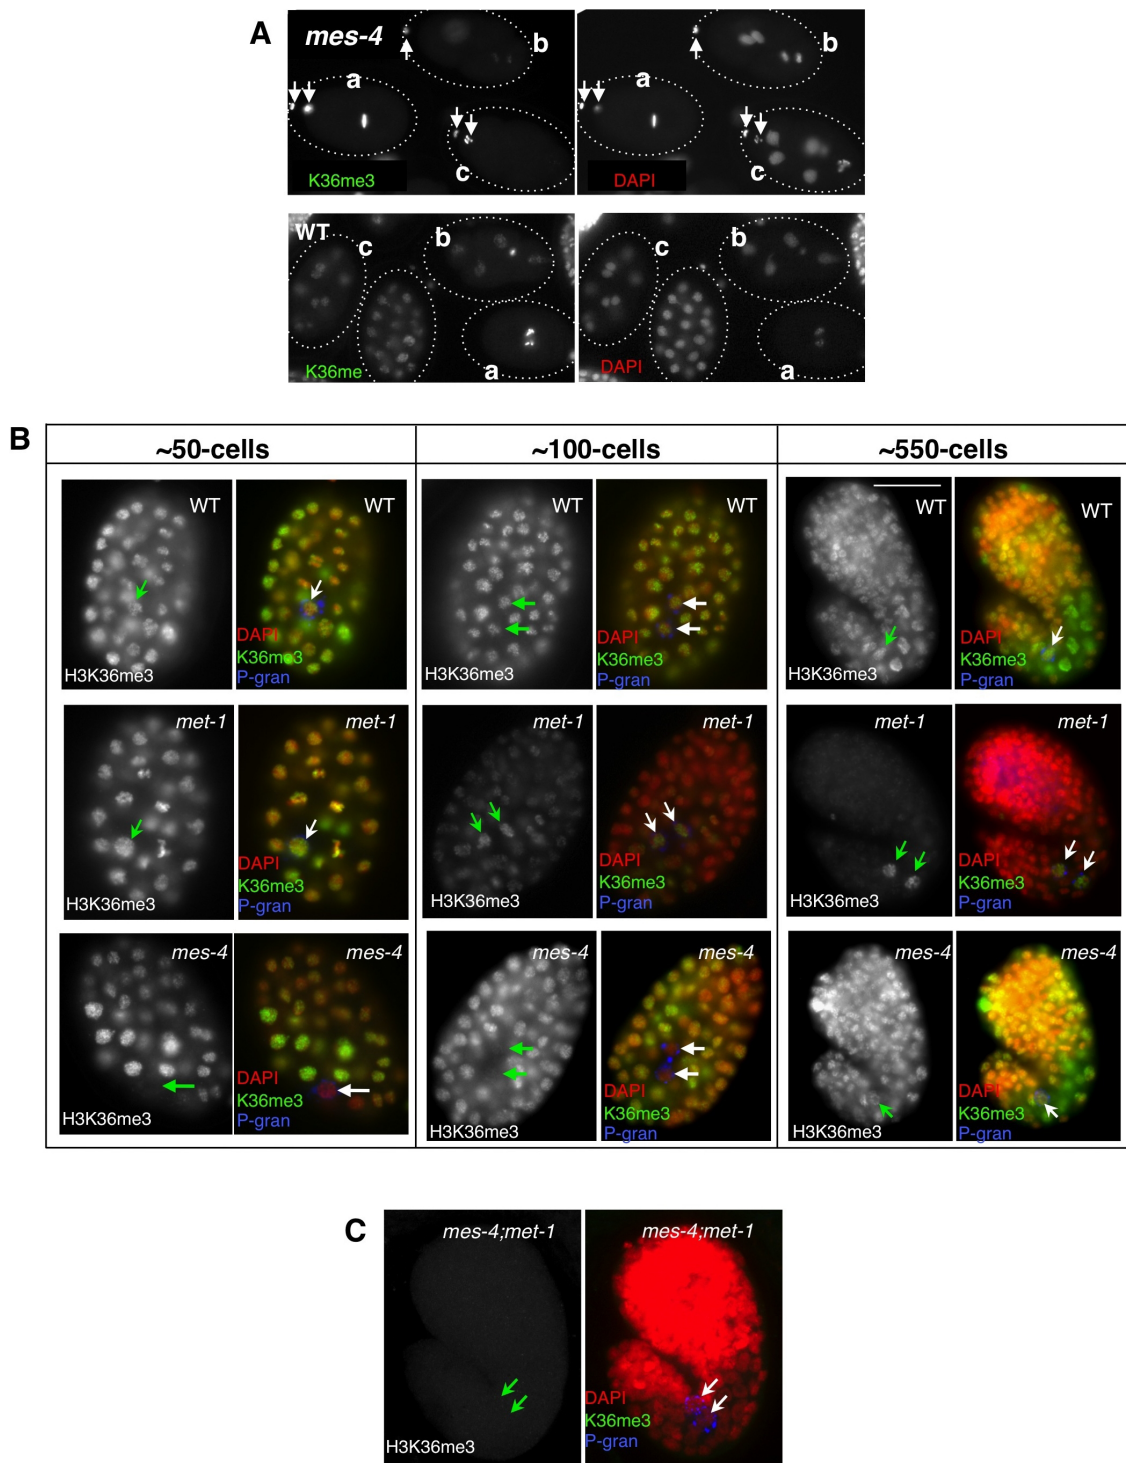 A
mes-4
b
b
a
a
c
c
K36me3
DAPI
WT
c
b
c
b
K36me
a
DAPI
a
B
~50-cells
~100-cells
~550-cells
WT
WT
WT
WT
WT
WT
H3K36me3
DAPI
K36me3
P-gran
H3K36me3
DAPI
K36me3
P-gran
H3K36me3
DAPI
K36me3
P-gran
met-1
met-1
met-1
met-1
met-1
met-1
H3K36me3
DAPI
K36me3
P-gran
H3K36me3
DAPI
K36me3
P-gran
H3K36me3
DAPI
K36me3
P-gran
mes-4
mes-4
mes-4
mes-4
mes-4
mes-4
H3K36me3
DAPI
K36me3
P-gran
H3K36me3
DAPI
K36me3
P-gran
H3K36me3
DAPI
K36me3
P-gran
C
mes-4;met-1
mes-4;met-1
H3K36me3
DAPI
K36me3
P-gran